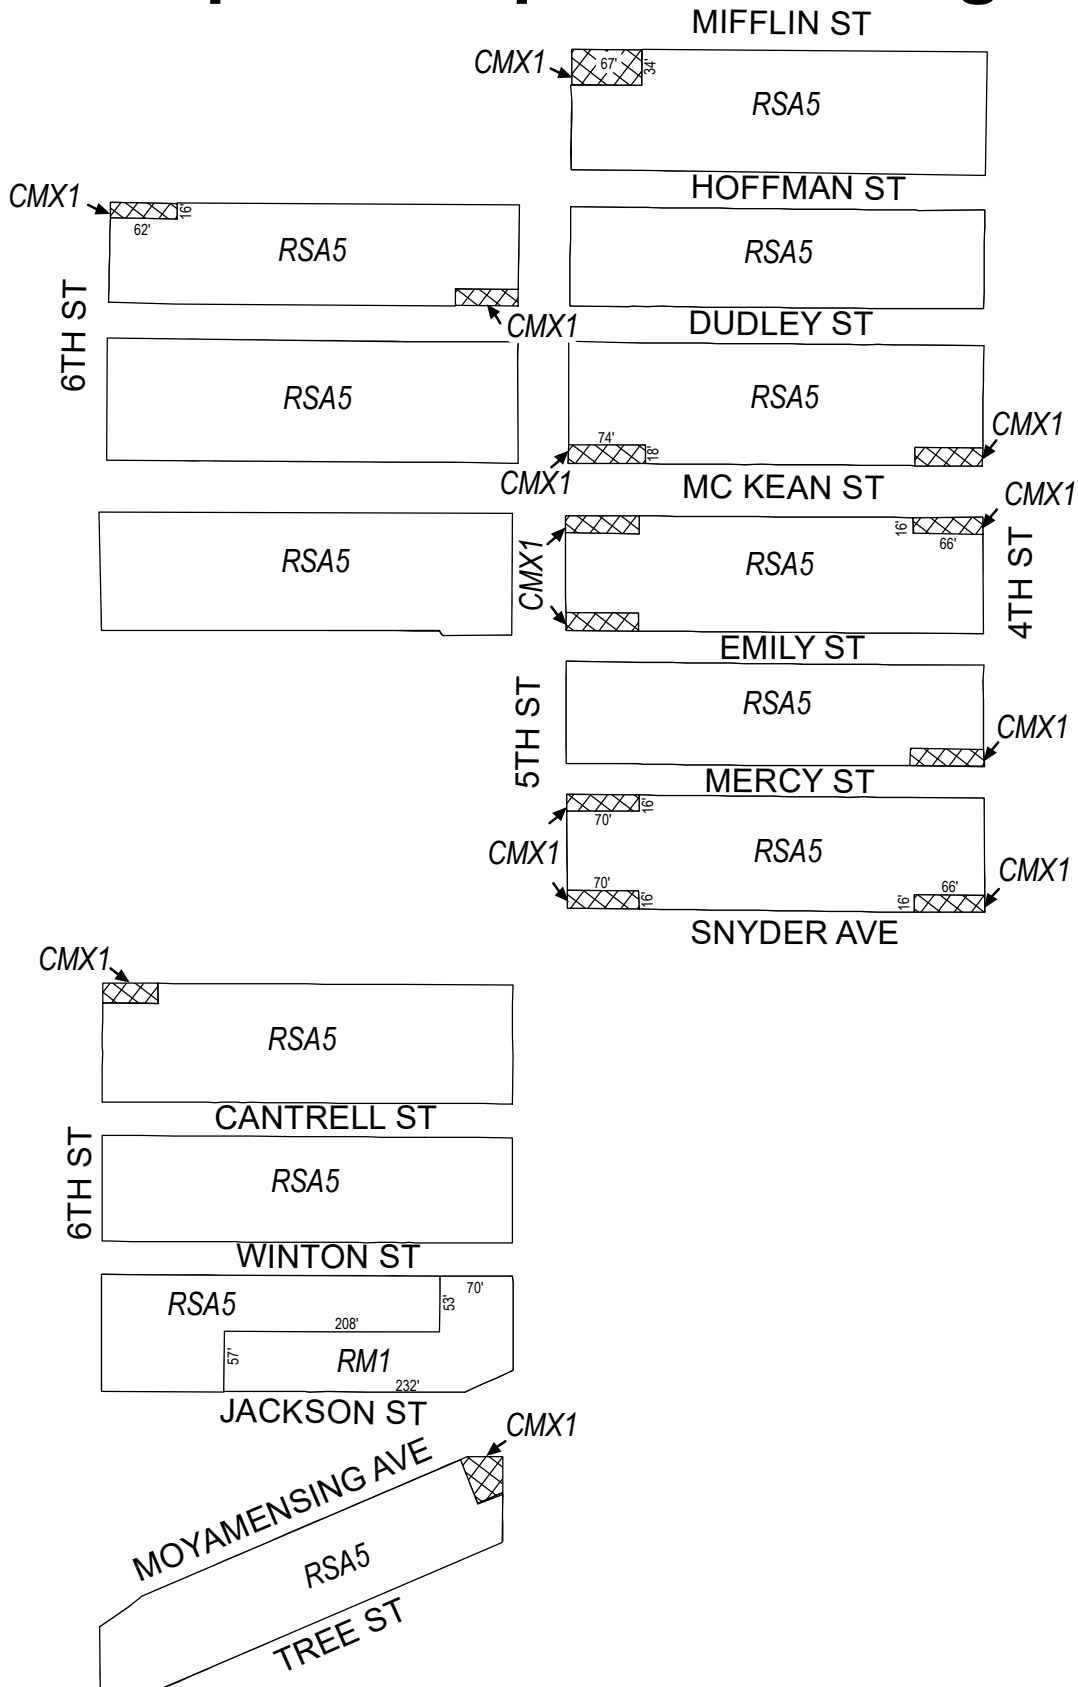 MIFFLIN ST
CMX1
67'
34'
RSA5
HOFFMAN ST
CMX1
16'
62'
RSA5
RSA5
6TH ST
CMX1
DUDLEY ST
RSA5
RSA5
74'
18'
CMX1
CMX1
MC KEAN ST
CMX1
RSA5
CMX1
16'
66'
RSA5
4TH ST
EMILY ST
5TH ST
RSA5
CMX1
MERCY ST
16'
70'
CMX1
RSA5
70'
16'
16'
66'
CMX1
SNYDER AVE
CMX1
RSA5
CANTRELL ST
6TH ST
RSA5
WINTON ST
70'
RSA5
53'
208'
57'
RM1
232'
JACKSON ST
CMX1
MOYAMENSING AVE
RSA5
TREE ST